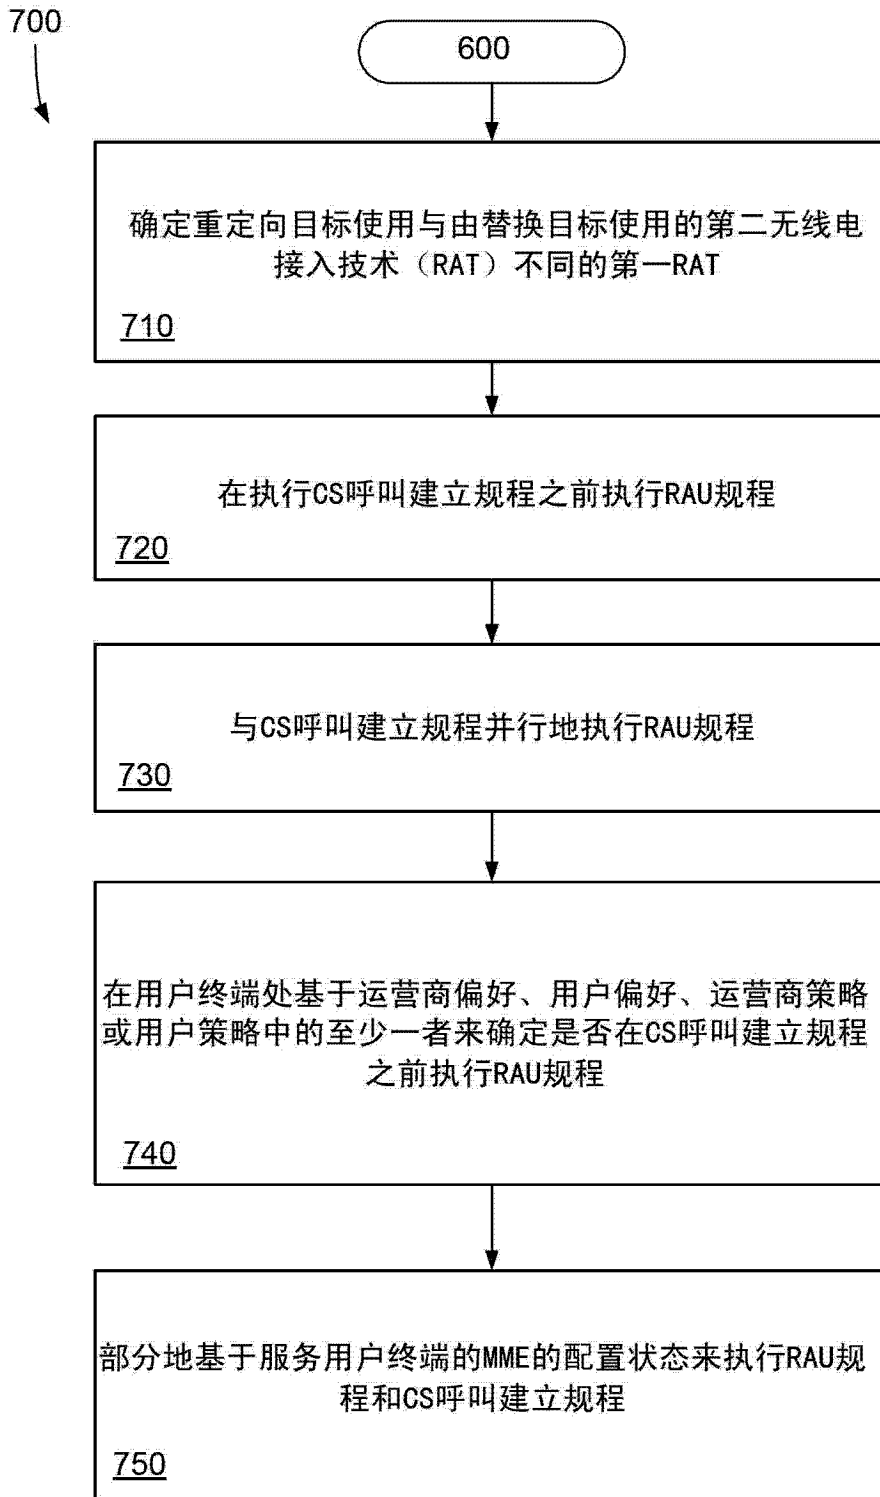 700
600
确定重定向目标使用与由替换目标使用的第二无线电
接入技术（RAT）不同的第一RAT
710
在执行CS呼叫建立规程之前执行RAU规程
720
与CS呼叫建立规程并行地执行RAU规程
730
在用户终端处基于运营商偏好、用户偏好、运营商策略
或用户策略中的至少一者来确定是否在CS呼叫建立规程
之前执行RAU规程
740
部分地基于服务用户终端的MME的配置状态来执行RAU规
程和CS呼叫建立规程
750